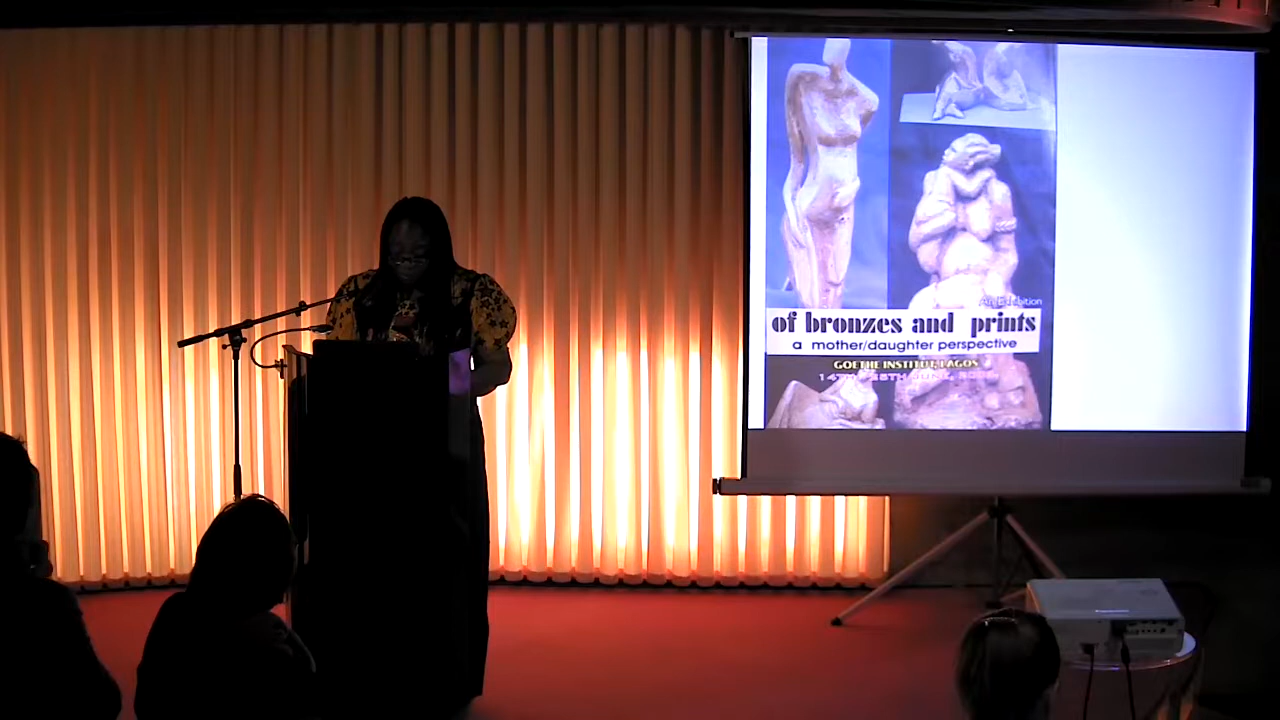 An Exhibition
of bronzes and prints
a mother/daughter perspective
GOETHE INSTITUT, LAGOS